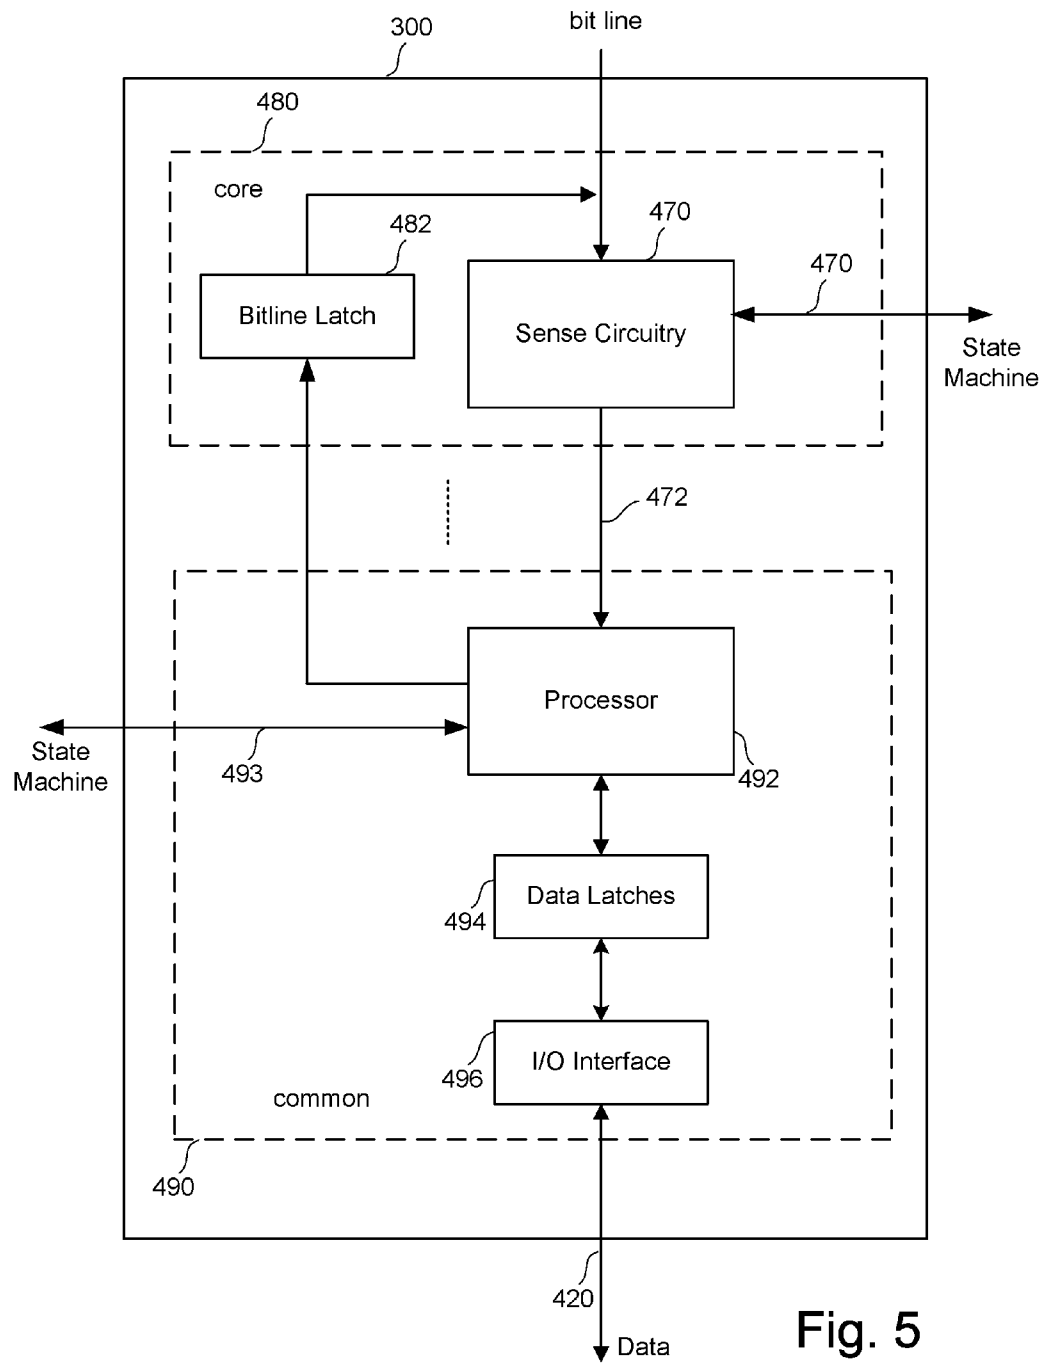 bit line
300
480
core
482
470
470
Bitline Latch
Sense Circuitry
State
Machine
472
Processor
State
Machine
493
492
Data Latches
494
I/O Interface
496
common
490
420
Data
Fig. 5